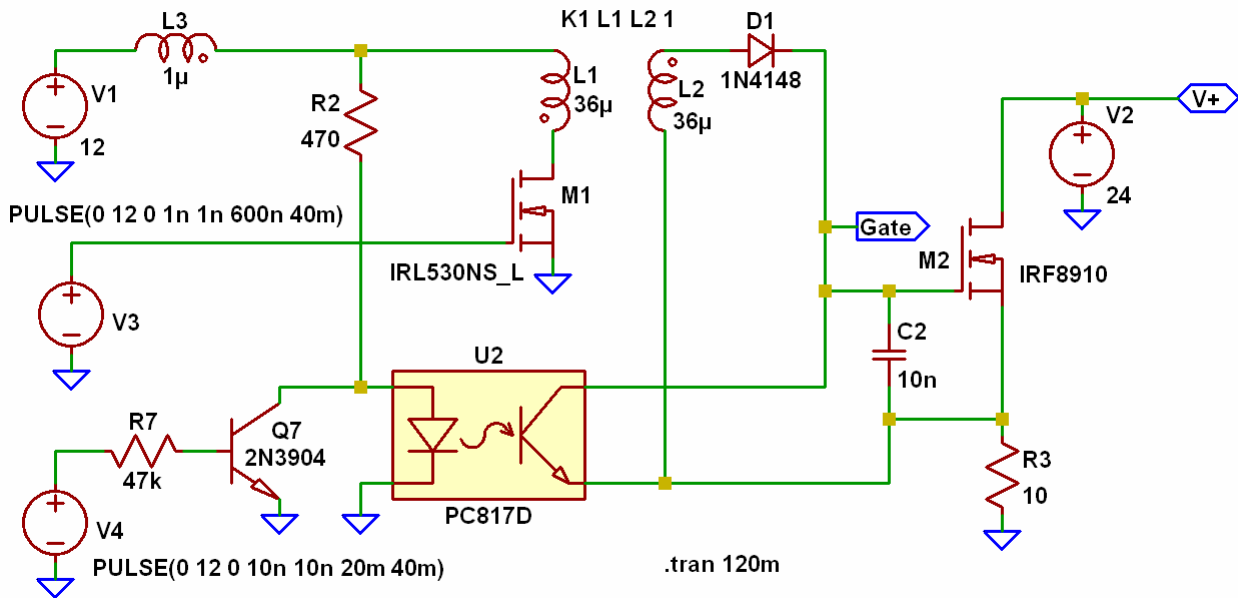 L3
1µ
K1 L1 L2 1
D1
1N4148
V1
12
R2
470
L1
36µ
L2
36µ
V+
V2
24
PULSE(0 12 0 1n 1n 600n 40m)
M1
IRL530NS_L
Gate
M2
IRF8910
V3
C2
10n
U2
R7
47k
Q7
2N3904
R3
10
V4
PC817D
PULSE(0 12 0 10n 10n 20m 40m)
.tran 120m